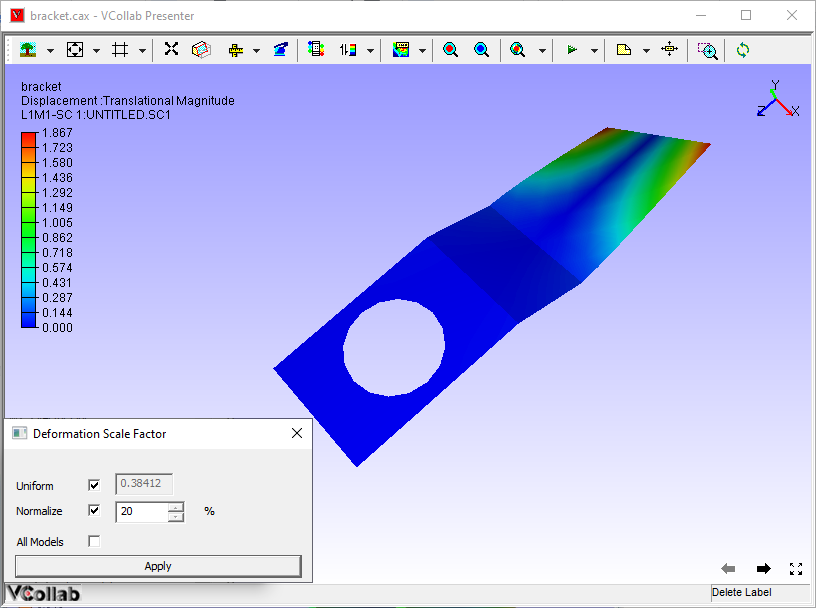 bracket.cax - VCollab Presenter
bracket
Displacement :Translational Magnitude
L1M1-SC 1:UNTITLED.SC1
1.867
1.723
1.580
1.436
1.292
1.149
1.005
0.862
0.718
0.574
0.431
0.287
0.144
0.000
Y
Z
X
Deformation Scale Factor
Uniform
0.38412
Normalize
20
%
All Models
Apply
VCollab
Delete Label